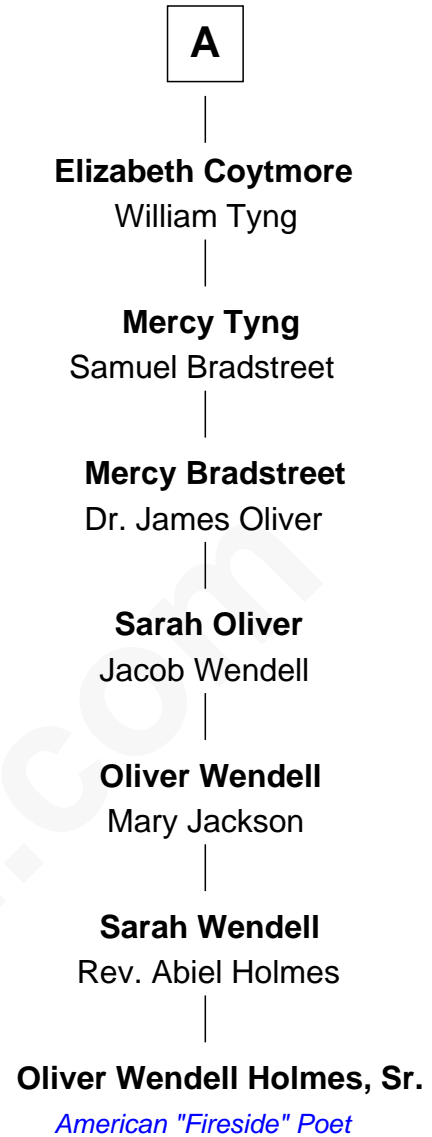 A
Elizabeth Coytmore
William Tyng
Mercy Tyng
Samuel Bradstreet
Mercy Bradstreet
Dr. James Oliver
Sarah Oliver
Jacob Wendell
Oliver Wendell
Mary Jackson
Sarah Wendell
Rev. Abiel Holmes
Oliver Wendell Holmes, Sr.
American "Fireside" Poet